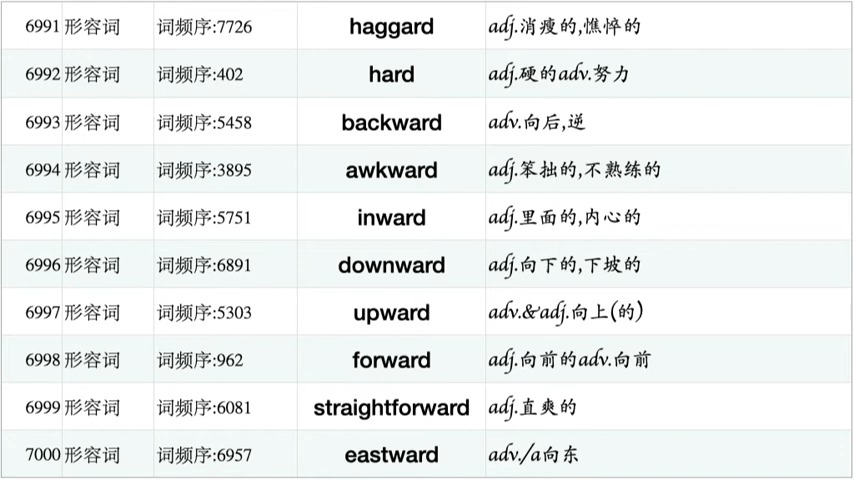 6991 形容词 词频序:7726 haggard adj.消瘦的,憔悴的
6992 形容词 词频序:402 hard adj.硬的adv.努力
6993 形容词 词频序:5458 backward adv.向后,逆
6994 形容词 词频序:3895 awkward adj.笨拙的,不熟练的
6995 形容词 词频序:5751 inward adj.里面的,内心的
6996 形容词 词频序:6891 downward adj.向下的,下坡的
6997 形容词 词频序:5303 upward adv.&adj.向上(的)
6998 形容词 词频序:962 forward adj.向前的adv.向前
6999 形容词 词频序:6081 straightforward adj.直爽的
7000 形容词 词频序:6957 eastward adv./a向东